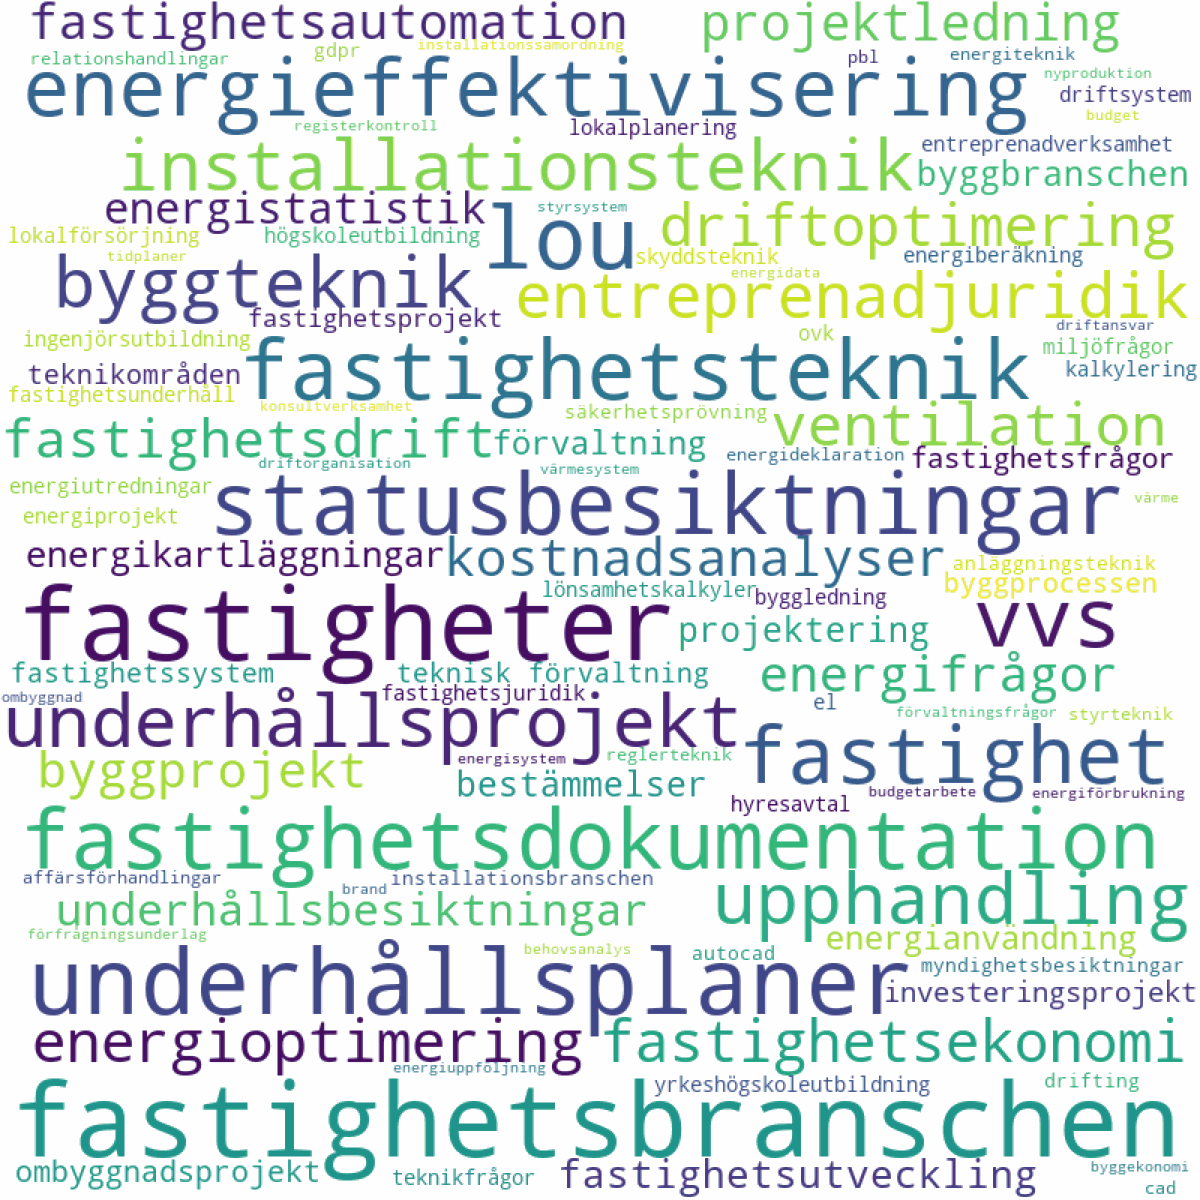 fastighetsautomation
projektledning
relationshandlingar
gdpr
installationssamordning
pbl
energiteknik
energieffektivisering
nyproduktion
driftsystem
budget
registerkontroll
lokalplanering
installationsteknik
entreprenadverksamhet
byggbranschen
energistatistik
lou
styrsystem
driftoptimering
lokalförsörjning
högskoleutbildning
tidplaner
skyddsteknik
energiberäkning
byggteknik
energidata
entreprenadjuridik
fastighetsprojekt
ingenjörsutbildning
ovk
driftansvar
miljöfrågor
teknikområden
fastighetsteknik
kalkylering
fastighetsunderhåll
konsultverksamhet
säkerhetsprövning
ventilation
fastighetsdrift
förvaltning
driftorganisation
värmesystem
energideklaration
fastighetsfrågor
energiutredningar
statusbesiktningar
värme
energiprojekt
energikartläggningar
kostnadsanalyser
anläggningsteknik
byggprocessen
lönsamhetskalkyler
byggledning
fastigheter
projektering
vvs
fastighetssystem
teknisk förvaltning
energifrågor
ombyggnad
fastighetsjuridik
el
förvaltningsfrågor
styrteknik
underhållsprojekt
energisystem
reglerteknik
fastighet
byggprojekt
bestämmelser
budgetarbete
energiförbrukning
hyresavtal
fastighetsdokumentation
affärsförhandlingar
brand
installationsbranschen
upphandling
underhållsbesiktningar
förfrågningsunderlag
behovsanalys
autocad
energianvändning
myndighetsbesiktningar
underhållsplaner
investeringsprojekt
energioptimering
fastighetsekonomi
energiuppföljning
yrkeshögskoleutbildning
drifting
fastighetsbranschen
ombyggnadsprojekt
teknikfrågor
fastighetsutveckling
byggekonomi
cad